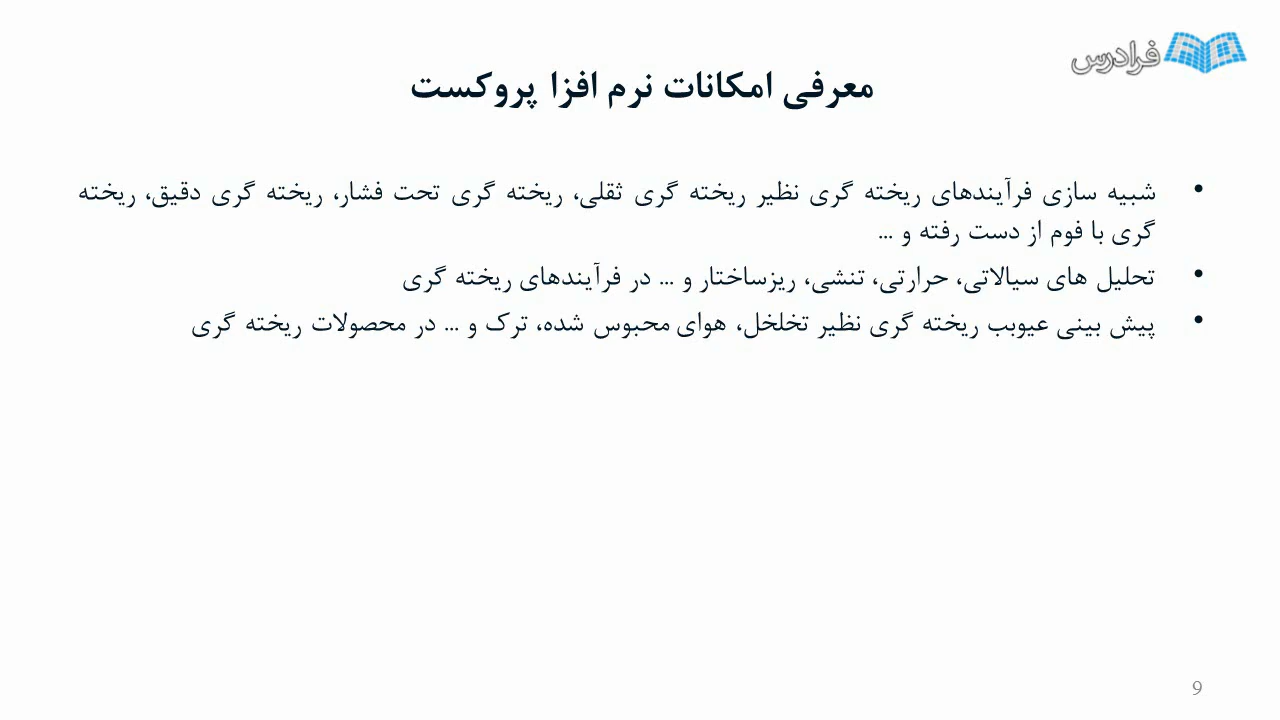 فرادرس
معرفی امکانات نرم افزا پروکست
• شبیه سازی فرآیندهای ریخته گری نظیر ریخته گری ثقلی، ریخته گری تحت فشار، ریخته گری دقیق، ریخته
گری با فوم از دست رفته و ...
• تحلیل های سیالاتی، حرارتی، تنشی، ریزساختار و ... در فرآیندهای ریخته گری
• پیش بینی عیوبب ریخته گری نظیر تخلخل، هوای محبوس شده، ترک و ... در محصولات ریخته گری
9